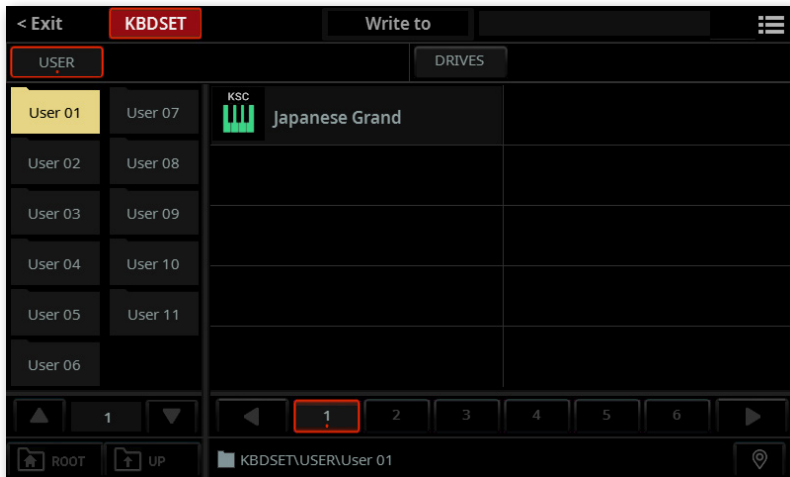 < Exit KBDSET Write to
USER DRIVES
User 01 User 07 KSC Japanese Grand
User 02 User 08
User 03 User 09
User 04 User 10
User 05 User 11
User 06
1 1 2 3 4 5 6
ROOT UP KBDSET\USER\User 01